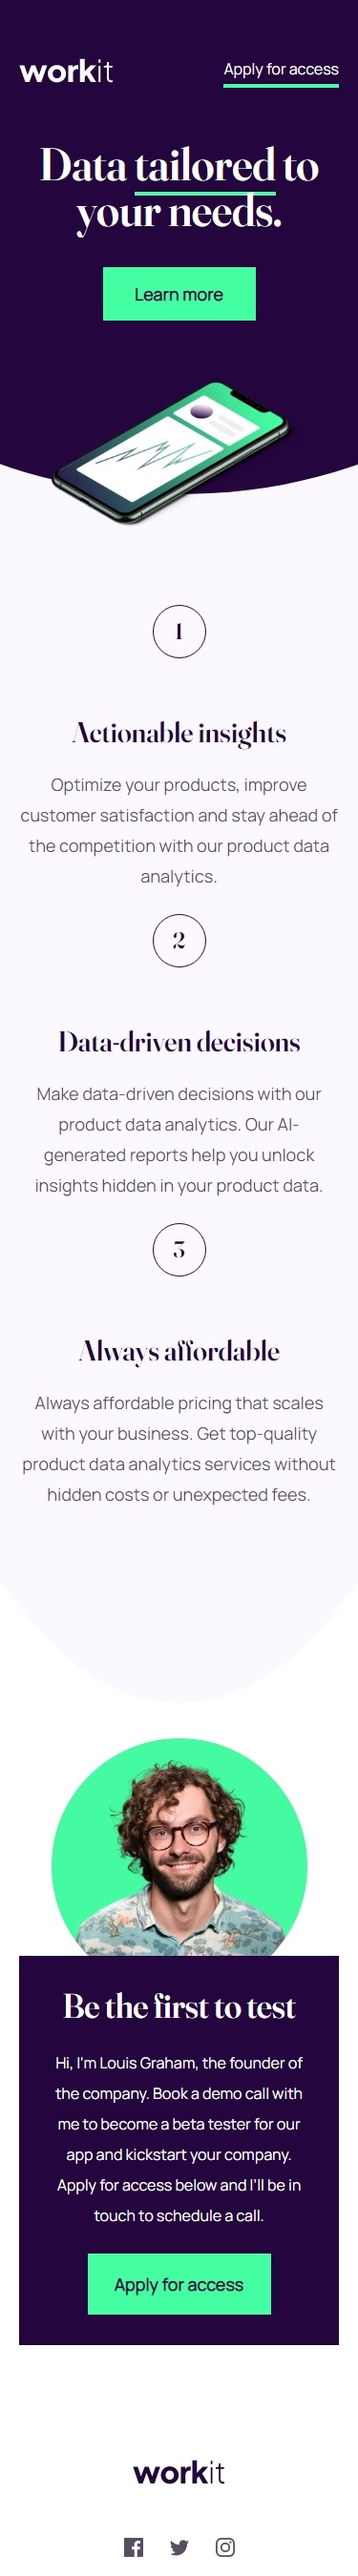 workit
Apply for access
Data tailored to
your needs.
Learn more
1
Actionable insights
Optimize your products, improve
customer satisfaction and stay ahead of
the competition with our product data
analytics.
2
Data-driven decisions
Make data-driven decisions with our
product data analytics. Our AI-
generated reports help you unlock
insights hidden in your product data.
3
Always affordable
Always affordable pricing that scales
with your business. Get top-quality
product data analytics services without
hidden costs or unexpected fees.
Be the first to test
Hi, I'm Louis Graham, the founder of
the company. Book a demo call with
me to become a beta tester for our
app and kickstart your company.
Apply for access below and I'll be in
touch to schedule a call.
Apply for access
workit